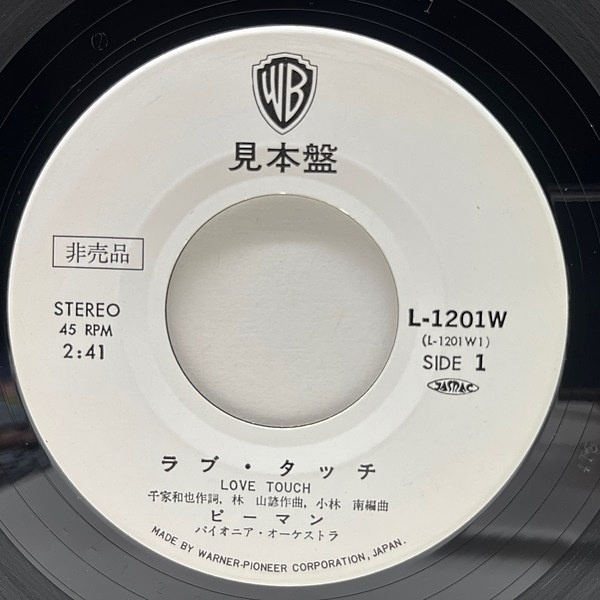 WB
見本盤
非売品
STEREO
45 RPM
2:41
L-1201W
(L-1201W1)
SIDE 1
JASRAC
ラブ・タッチ
LOVE TOUCH
千家和也作詞, 林 山諺作曲, 小林 南編曲
ピーマン
パイオニア・オーケストラ
MADE BY WARNER-PIONEER CORPORATION, JAPAN.